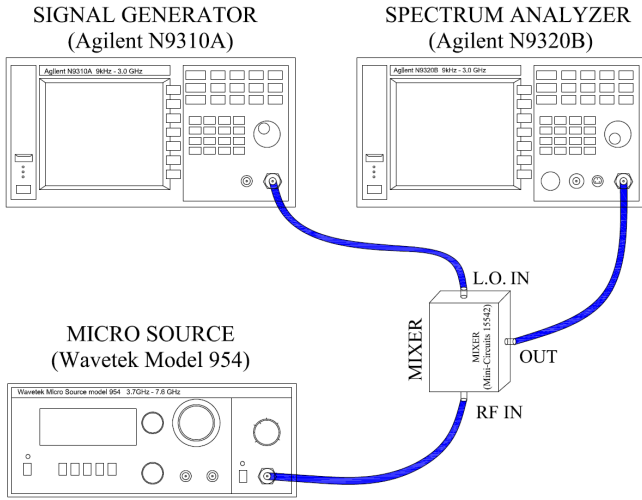 SIGNAL GENERATOR
(Agilent N9310A)
SPECTRUM ANALYZER
(Agilent N9320B)
Agilent N9310A 9kHz - 3.0 GHz
Agilent N9320B 9kHz - 3.0 GHz
L.O. IN
MIXER
MIXER
(Mini-Circuits 15542)
OUT
RF IN
MICRO SOURCE
(Wavetek Model 954)
Wavetek Micro Source model 954 3.7GHz - 7.6 GHz